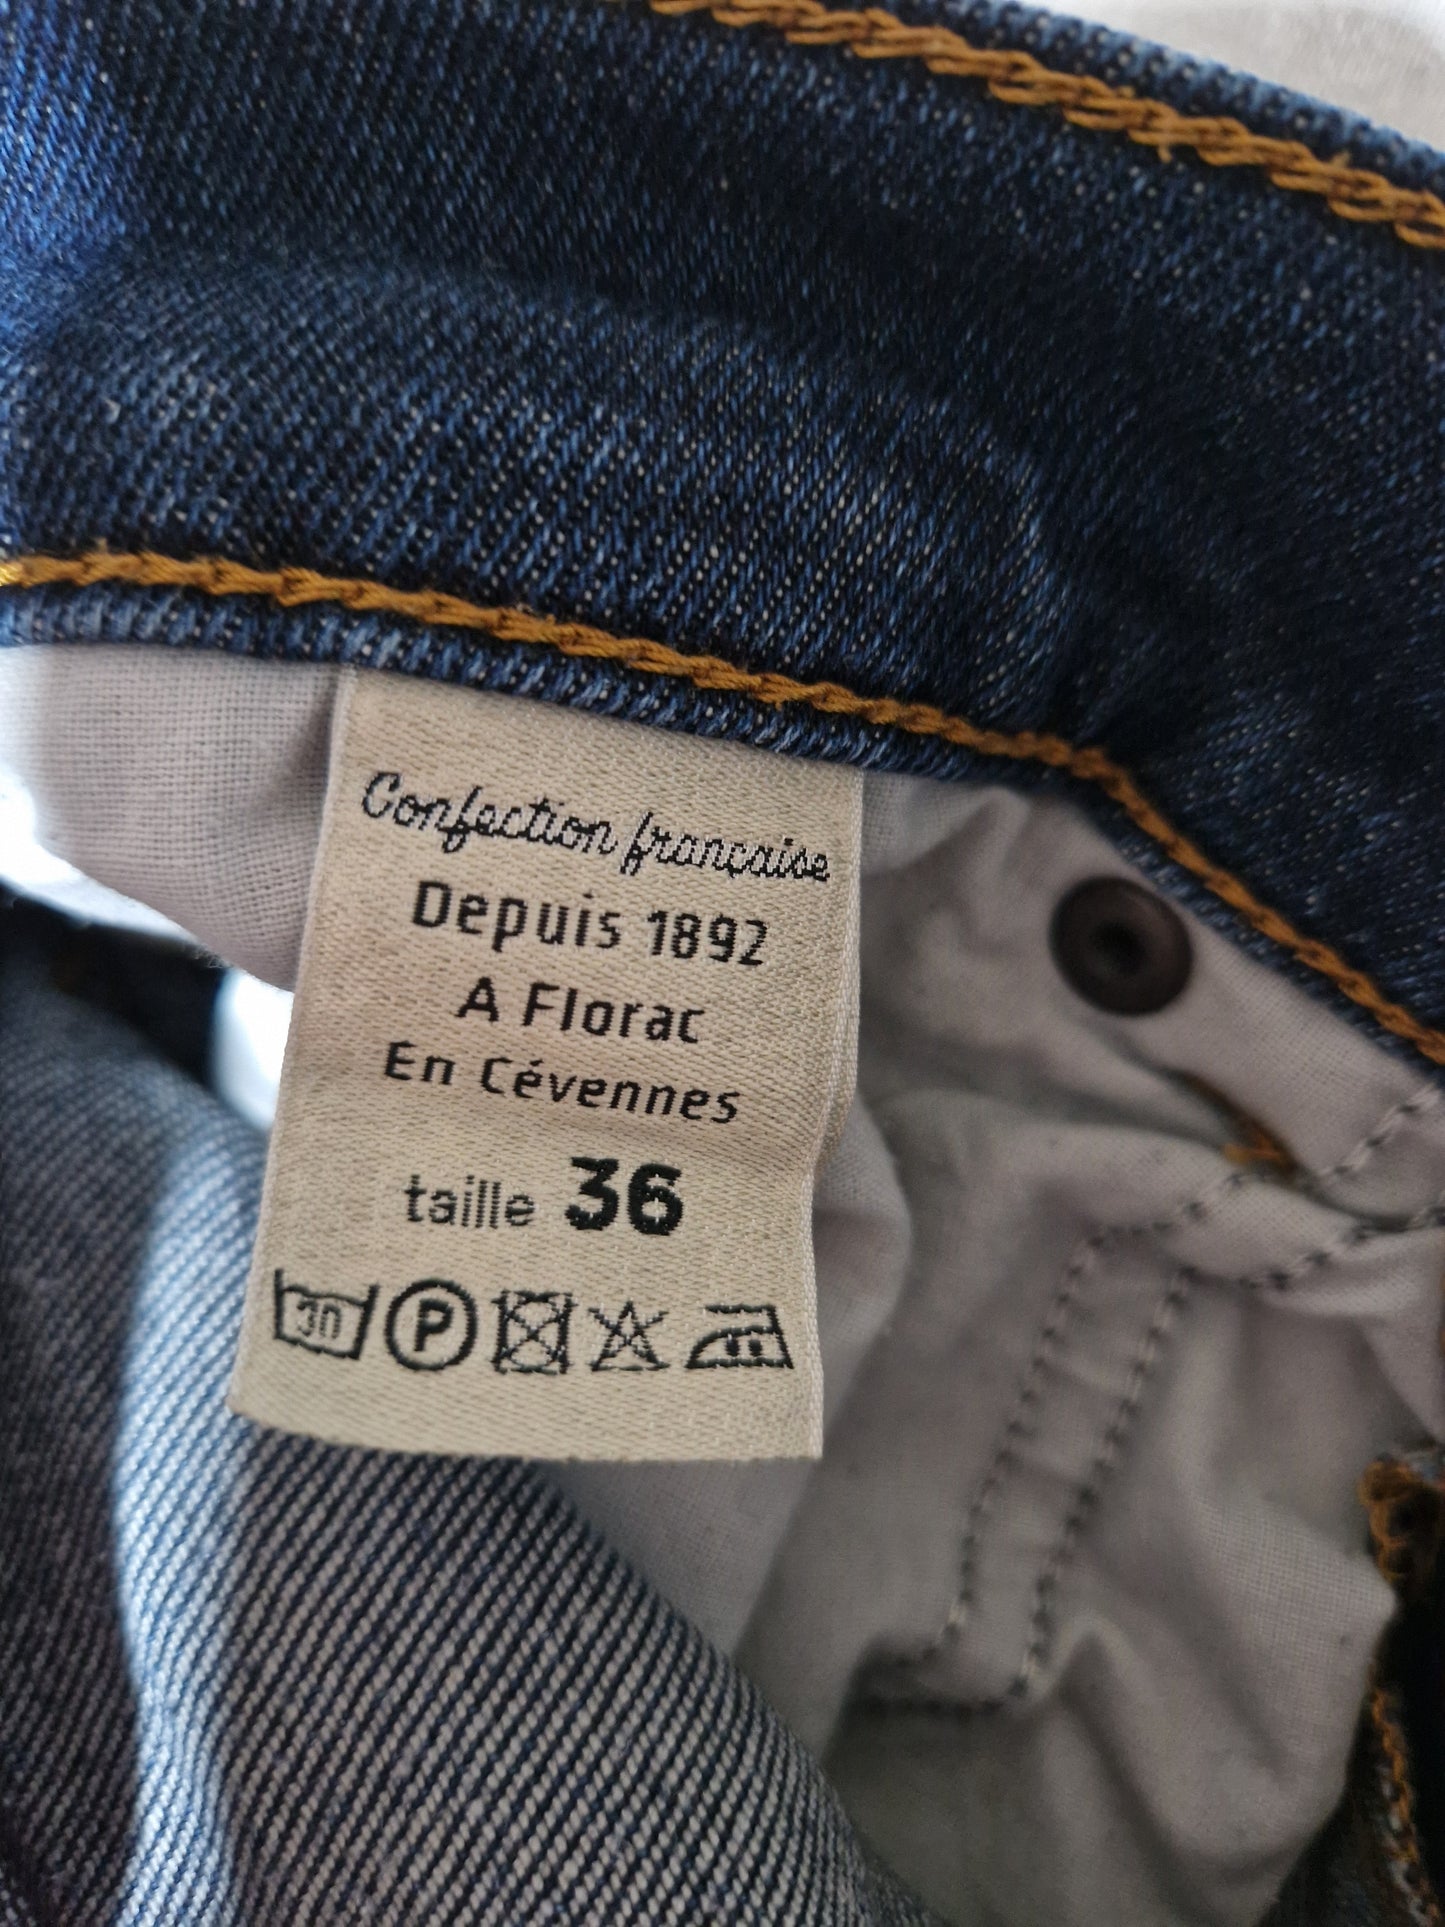 Confection française
Depuis 1892
A Florac
En Cévennes
taille 36
30 P